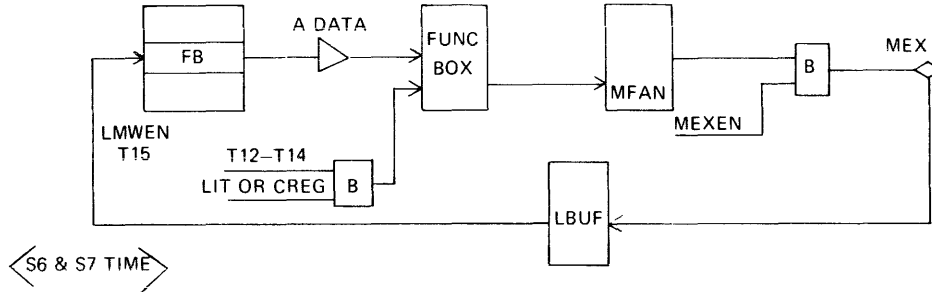 A DATA
FB
FUNC
BOX
MFAN
B
MEX
MEXEN
LMWEN
T15
T12-T14
LIT OR CREG
B
LBUF
S6 & S7 TIME